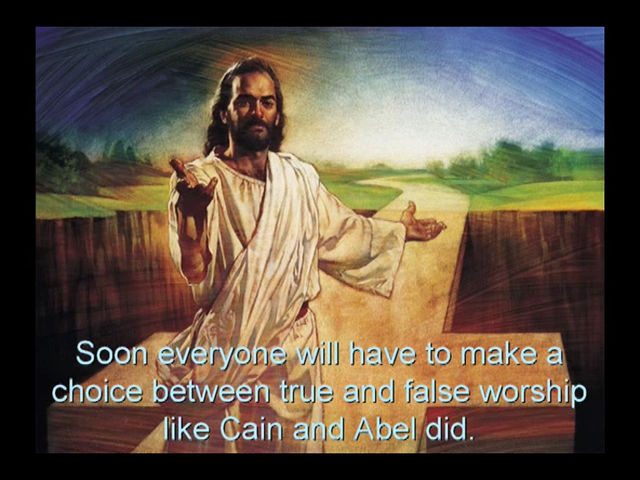 Soon everyone will have to make a
choice between true and false worship
like Cain and Abel did.